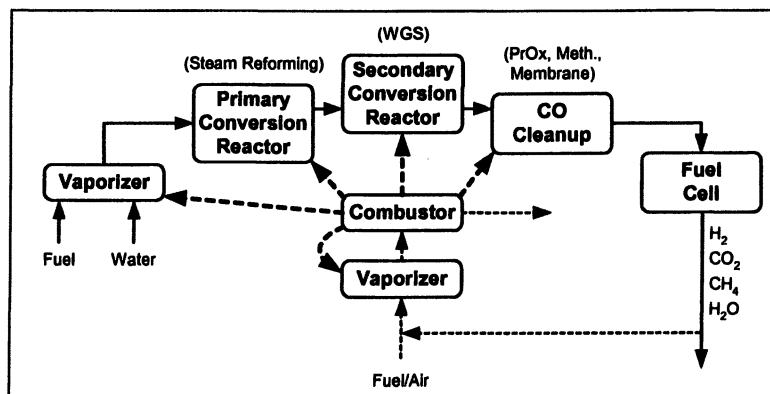 (WGS)
(Steam Reforming)
(PrOx, Meth.,
Membrane)
Primary
Conversion
Reactor
Secondary
Conversion
Reactor
CO
Cleanup
Vaporizer
Combustor
Fuel
Cell
Fuel
Water
Vaporizer
H₂
CO₂
CH₄
H₂O
Fuel/Air